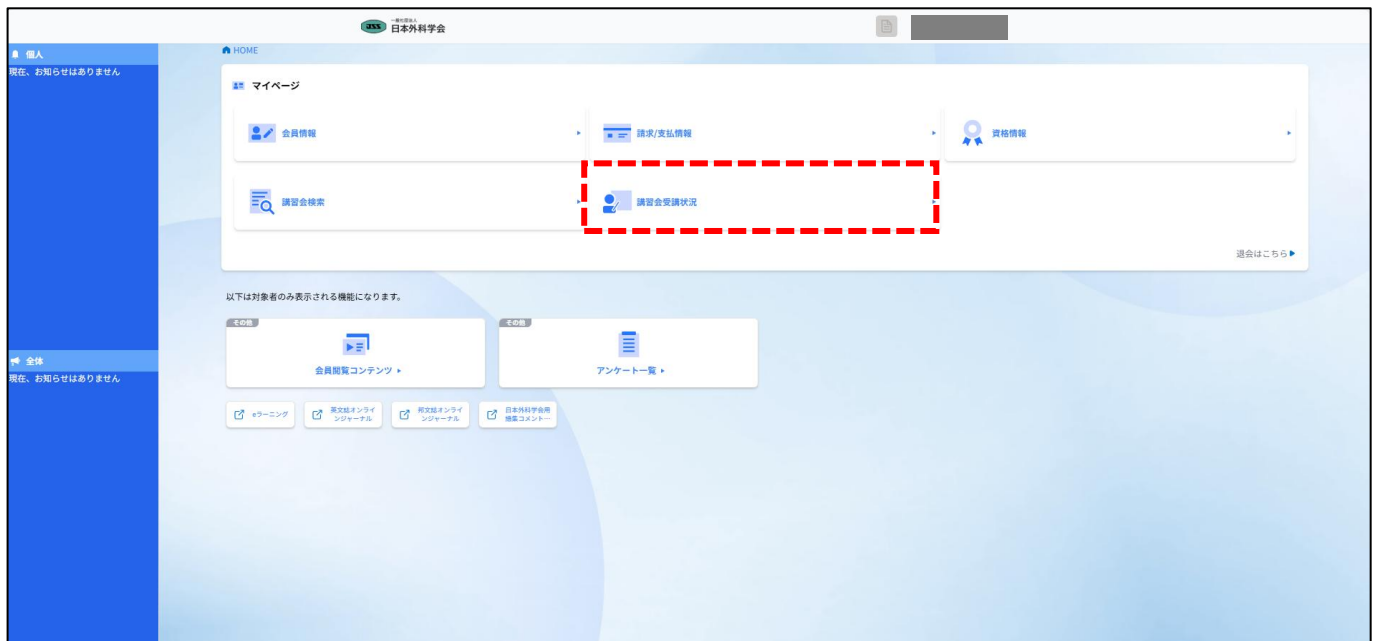 JSS
一般社団法人
日本外科学会
個人
現在、お知らせはありません
HOME
マイページ
会員情報
請求/支払情報
資格情報
講習会検索
講習会受講状況
退会はこちら
以下は対象者のみ表示される機能になります。
その他
会員閲覧コンテンツ
その他
アンケート一覧
全体
現在、お知らせはありません
eラーニング
英文誌オンライ
ンジャーナル
邦文誌オンライ
ンジャーナル
日本外科学会用
語集コメント…